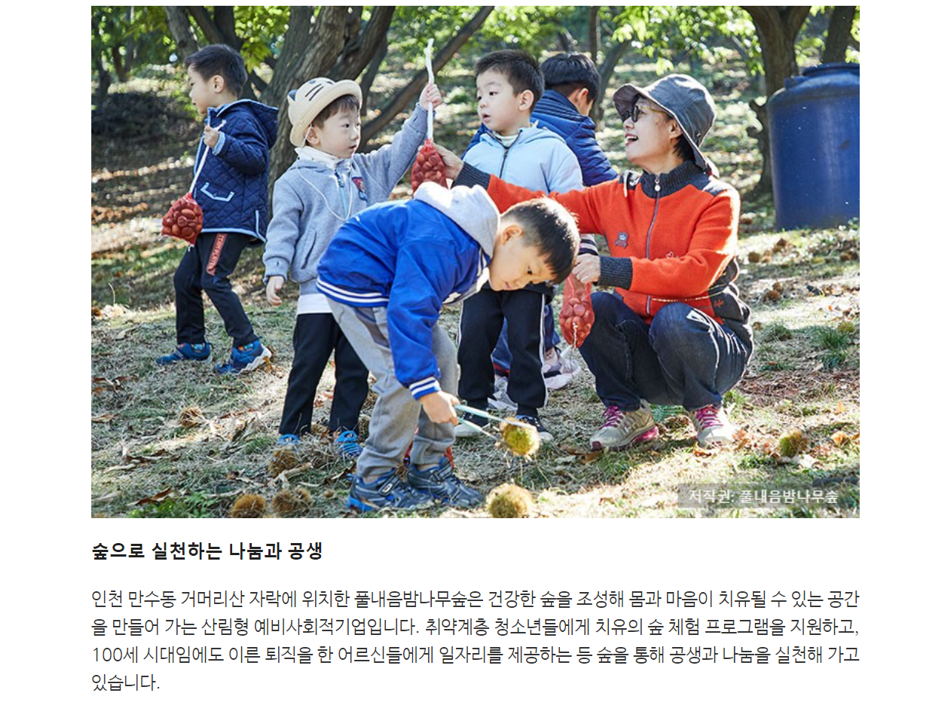 저작권: 풀내음밤나무숲
숲으로 실천하는 나눔과 공생
인천 만수동 거머리산 자락에 위치한 풀내음밤나무숲은 건강한 숲을 조성해 몸과 마음이 치유될 수 있는 공간
을 만들어 가는 산림형 예비사회적기업입니다. 취약계층 청소년들에게 치유의 숲 체험 프로그램을 지원하고,
100세 시대임에도 이른 퇴직을 한 어르신들에게 일자리를 제공하는 등 숲을 통해 공생과 나눔을 실천해 가고
있습니다.